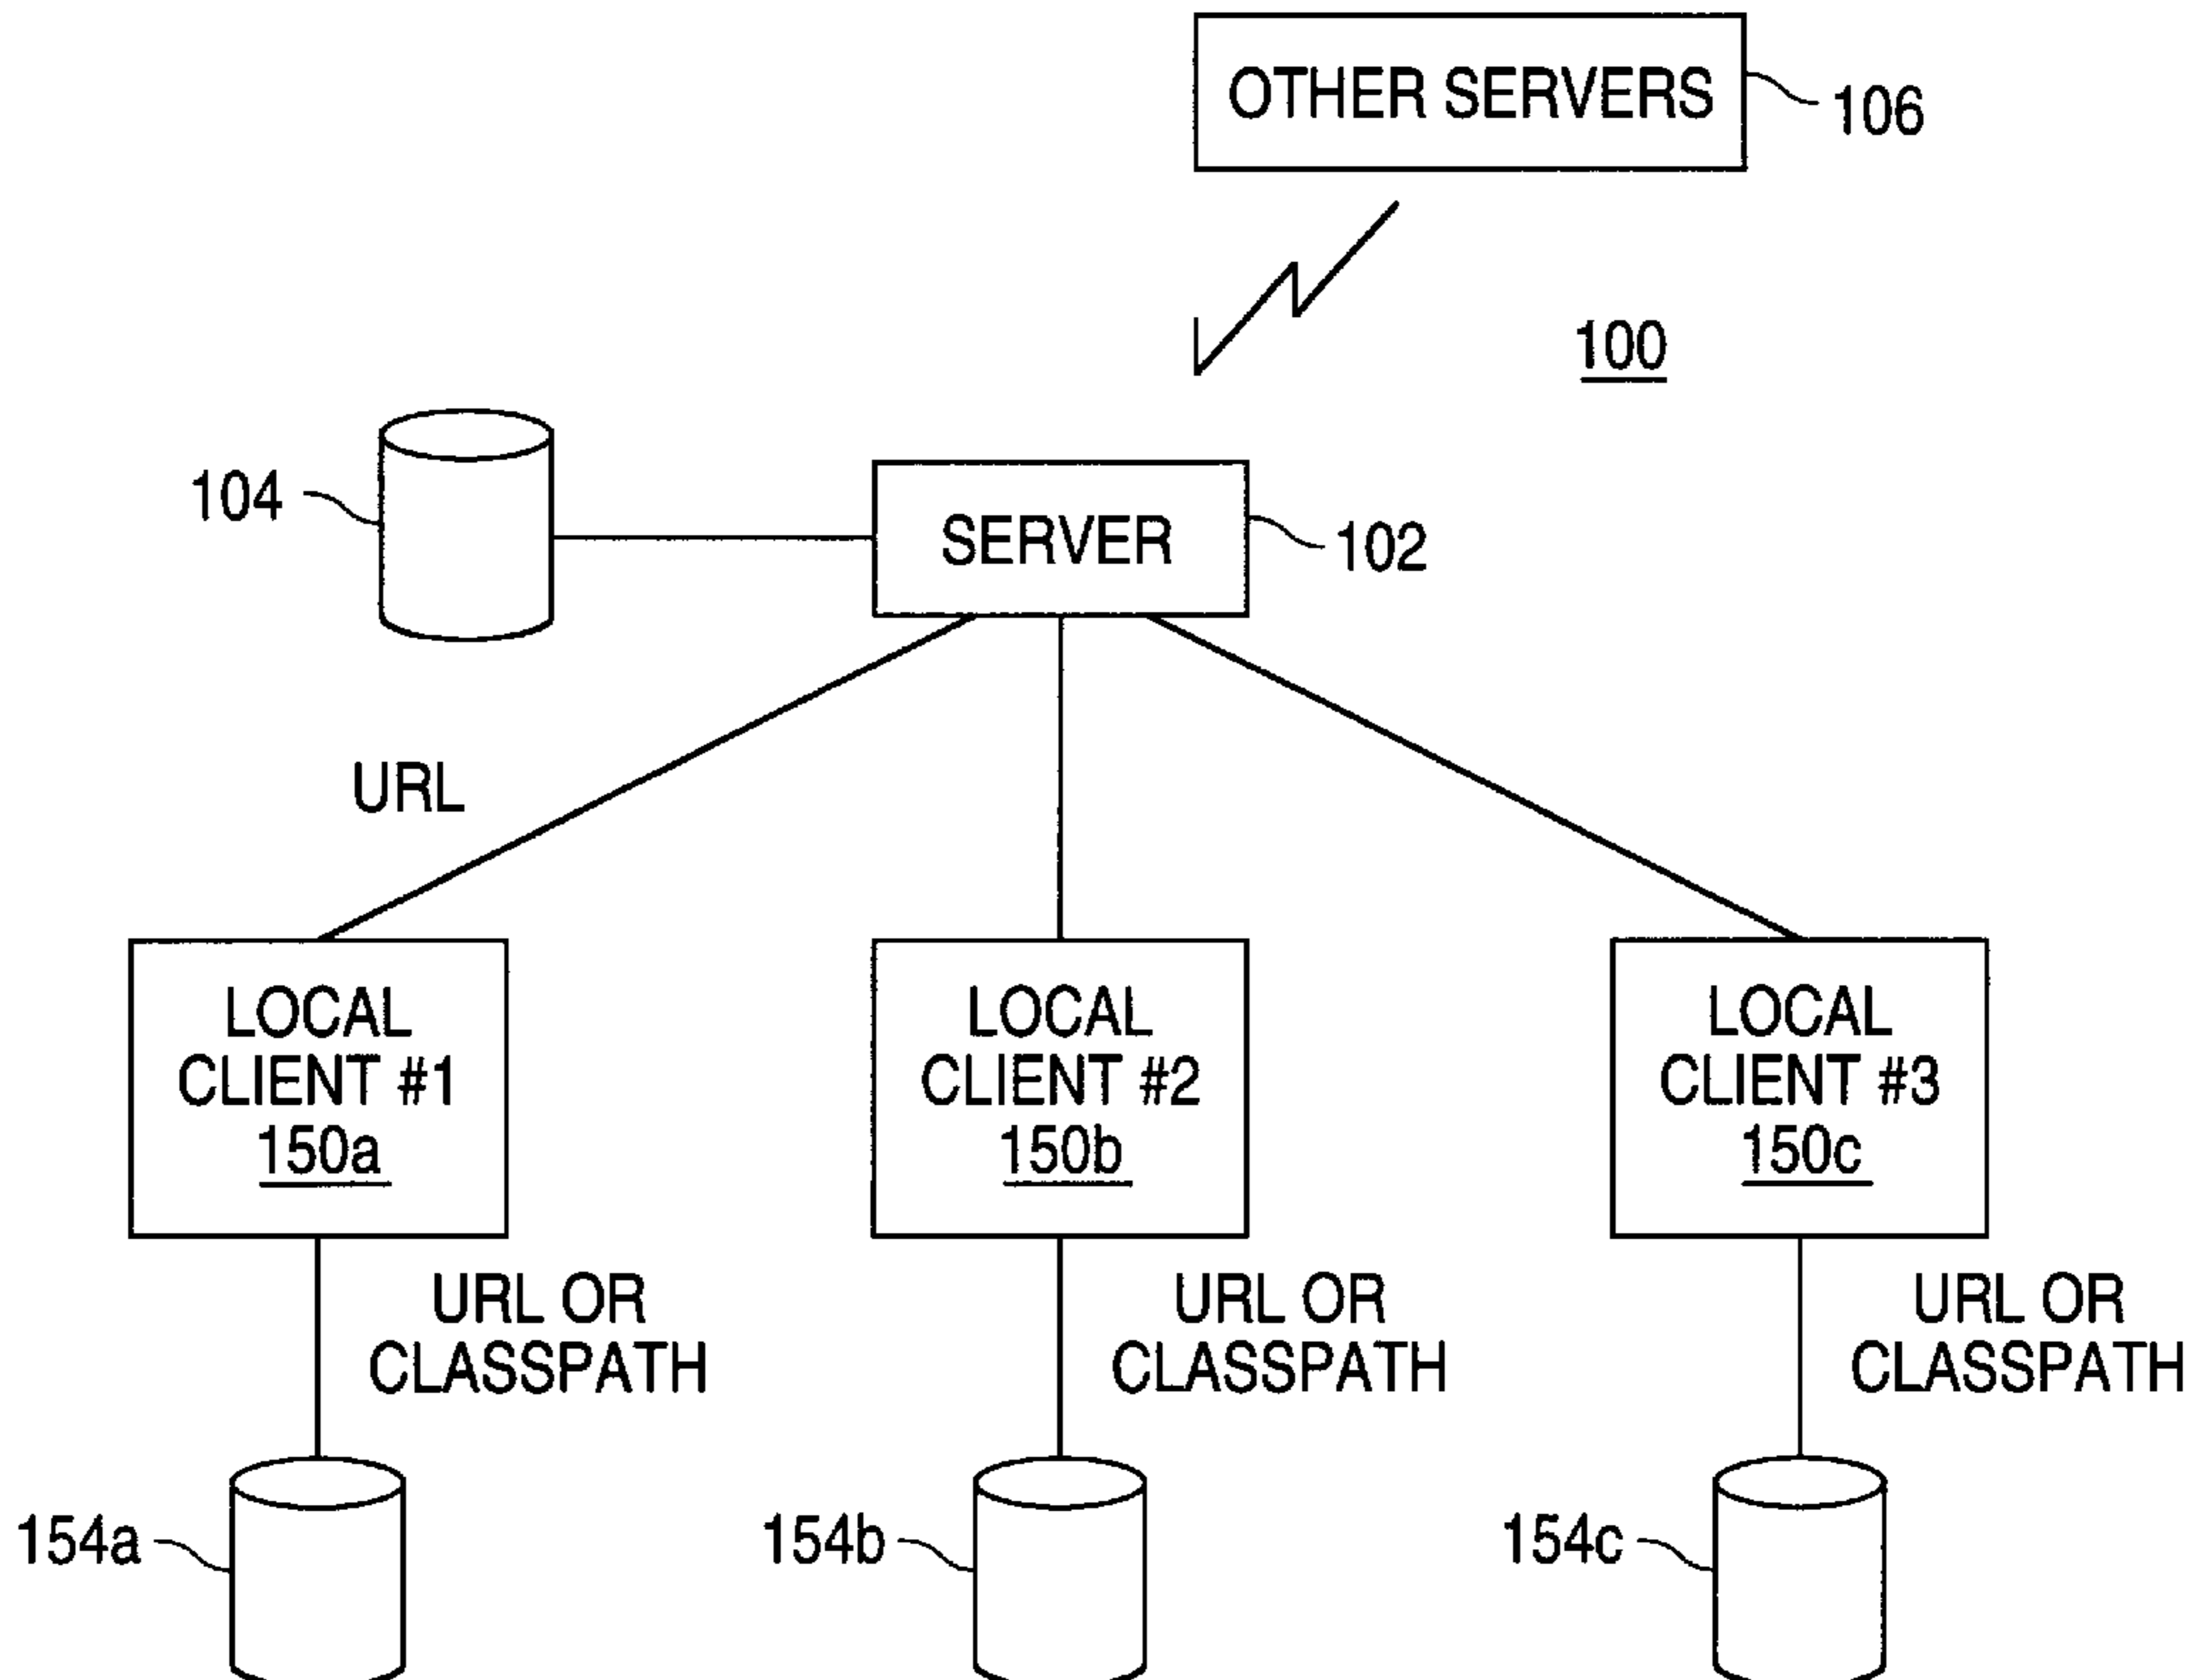 OTHER SERVERS
106
100
104
SERVER
102
URL
LOCAL
CLIENT #1
150a
LOCAL
CLIENT #2
150b
LOCAL
CLIENT #3
150c
URL OR
CLASSPATH
URL OR
CLASSPATH
URL OR
CLASSPATH
154a
154b
154c